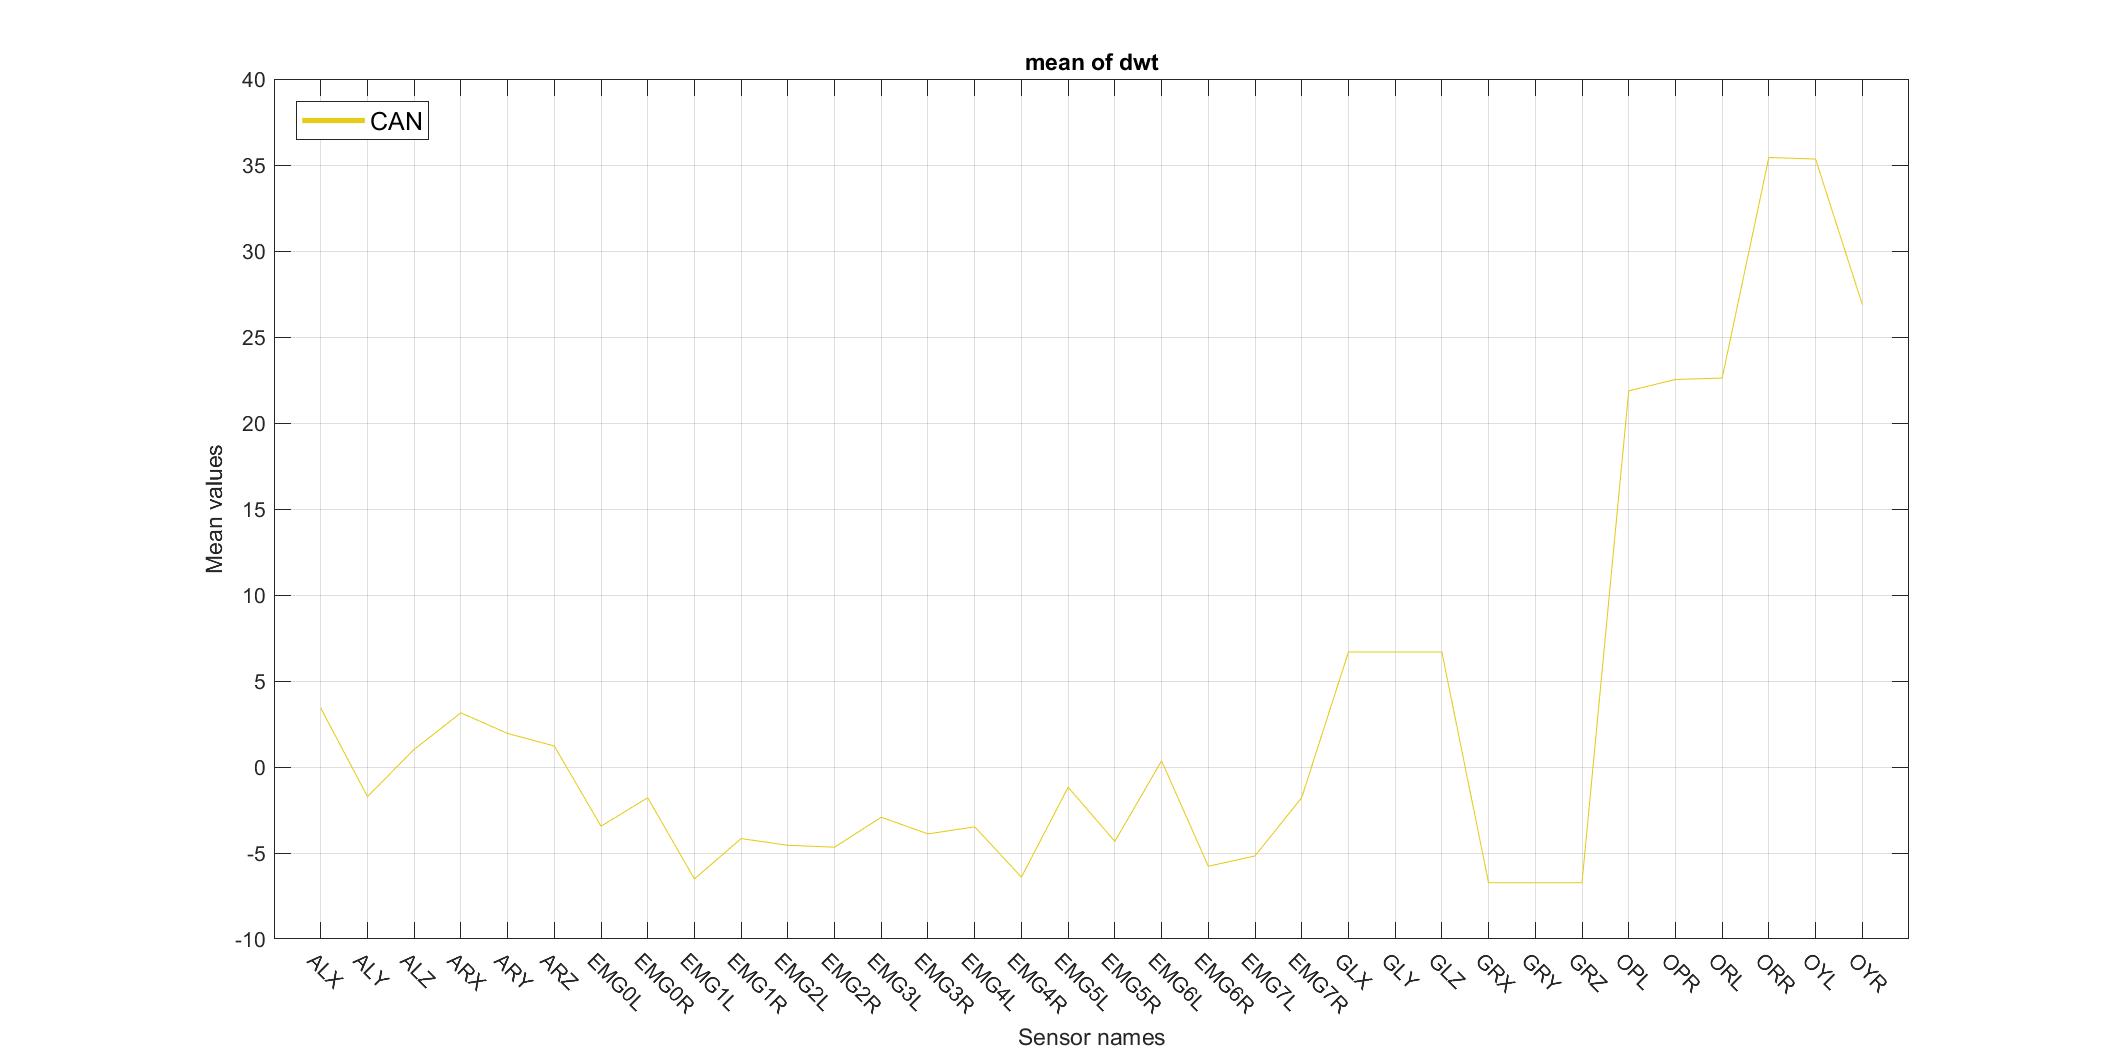 mean of dwt
CAN
40
35
30
25
20
15
10
5
0
-5
-10
Mean values
ALX ALY ALZ ARX ARY ARZ EMG0L EMG0R EMG1L EMG1R EMG2L EMG2R EMG3L EMG3R EMG4L EMG4R EMG5L EMG5R EMG6L EMG6R EMG7L EMG7R GLX GLY GLZ GRX GRY GRZ OPL OPR ORL ORR OYL OYR
Sensor names